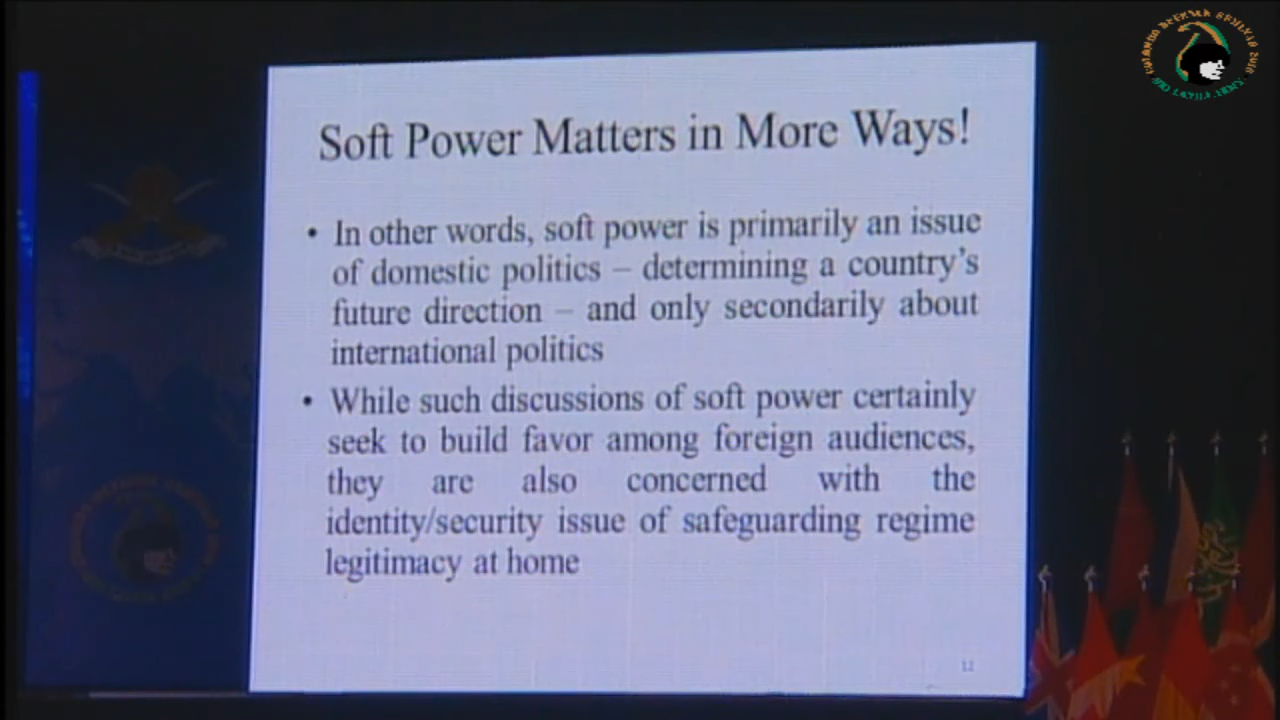 Soft Power Matters in More Ways!
• In other words, soft power is primarily an issue
of domestic politics – determining a country's
future direction – and only secondarily about
international politics
• While such discussions of soft power certainly
seek to build favor among foreign audiences,
they are also concerned with the
identity/security issue of safeguarding regime
legitimacy at home
12